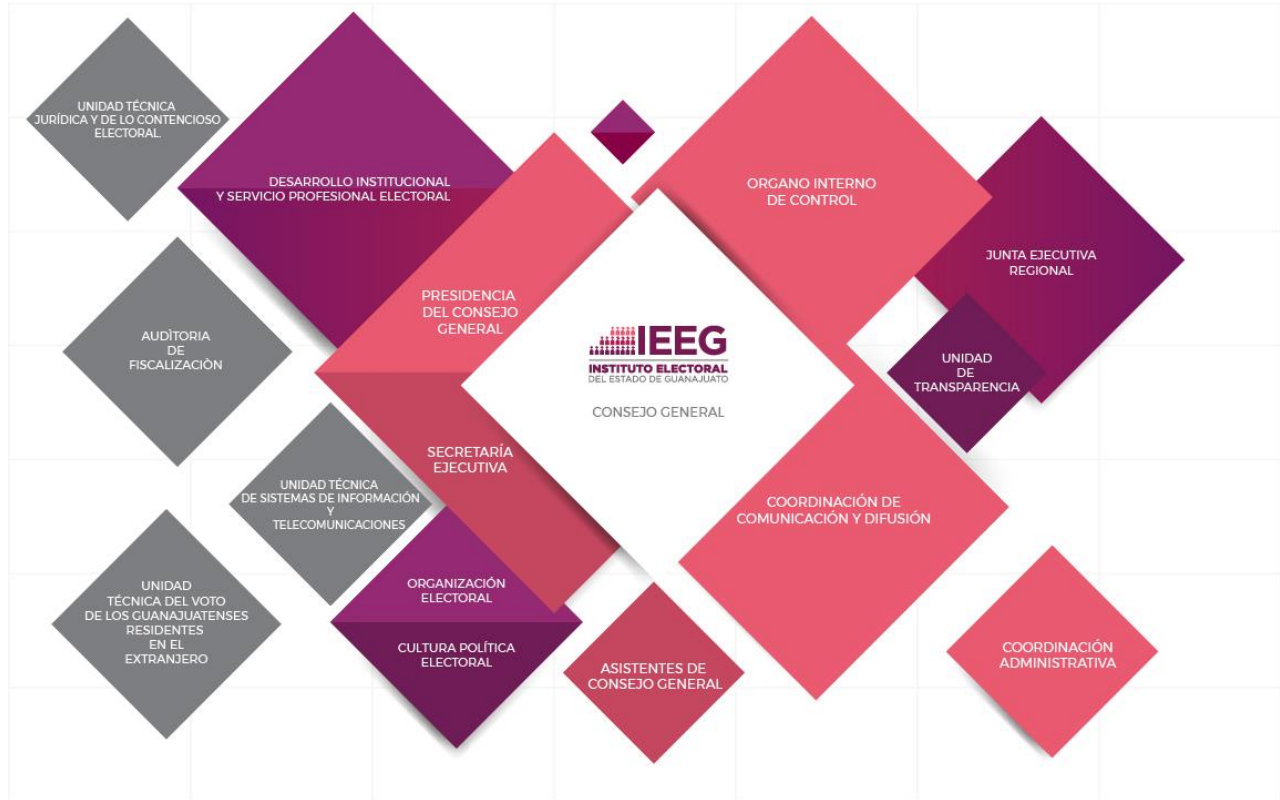 UNIDAD TÉCNICA
JURÍDICA Y DE LO CONTENCIOSO
ELECTORAL.
DESARROLLO INSTITUCIONAL
Y SERVICIO PROFESIONAL ELECTORAL
ORGANO INTERNO
DE CONTROL
JUNTA EJECUTIVA
REGIONAL
PRESIDENCIA
DEL CONSEJO
GENERAL
AUDÌTORIA
DE
FISCALIZACIÒN
IEEG
INSTITUTO ELECTORAL
DEL ESTADO DE GUANAJUATO
CONSEJO GENERAL
UNIDAD
DE
TRANSPARENCIA
SECRETARÍA
EJECUTIVA
UNIDAD TÉCNICA
DE SISTEMAS DE INFORMACIÓN
Y
TELECOMUNICACIONES
COORDINACIÓN DE
COMUNICACIÓN Y DIFUSIÓN
UNIDAD
TÉCNICA DEL VOTO
DE LOS GUANAJUATENSES
RESIDENTES
EN EL
EXTRANJERO
ORGANIZACIÓN
ELECTORAL
CULTURA POLÍTICA
ELECTORAL
ASISTENTES DE
CONSEJO GENERAL
COORDINACIÓN
ADMINISTRATIVA